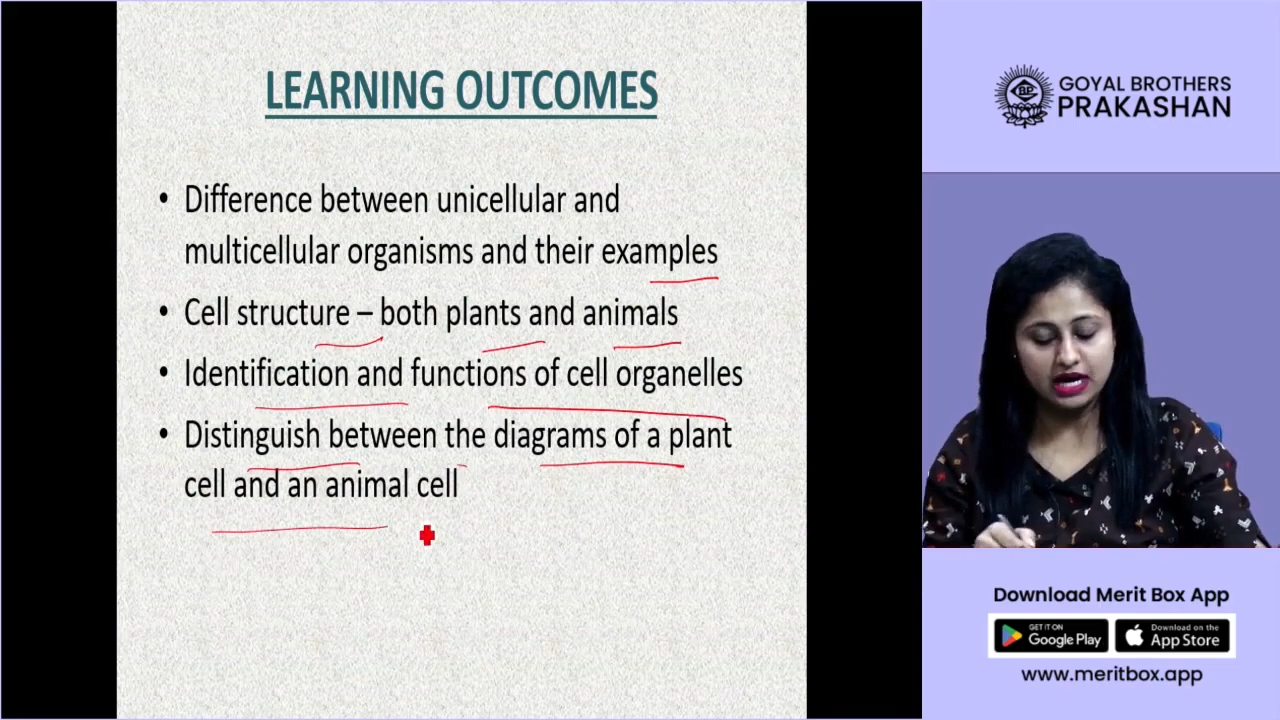 LEARNING OUTCOMES
• Difference between unicellular and
multicellular organisms and their examples
• Cell structure – both plants and animals
• Identification and functions of cell organelles
• Distinguish between the diagrams of a plant
cell and an animal cell
BP
GOYAL BROTHERS
PRAKASHAN
Download Merit Box App
GET IT ON
Google Play
Download on the
App Store
www.meritbox.app